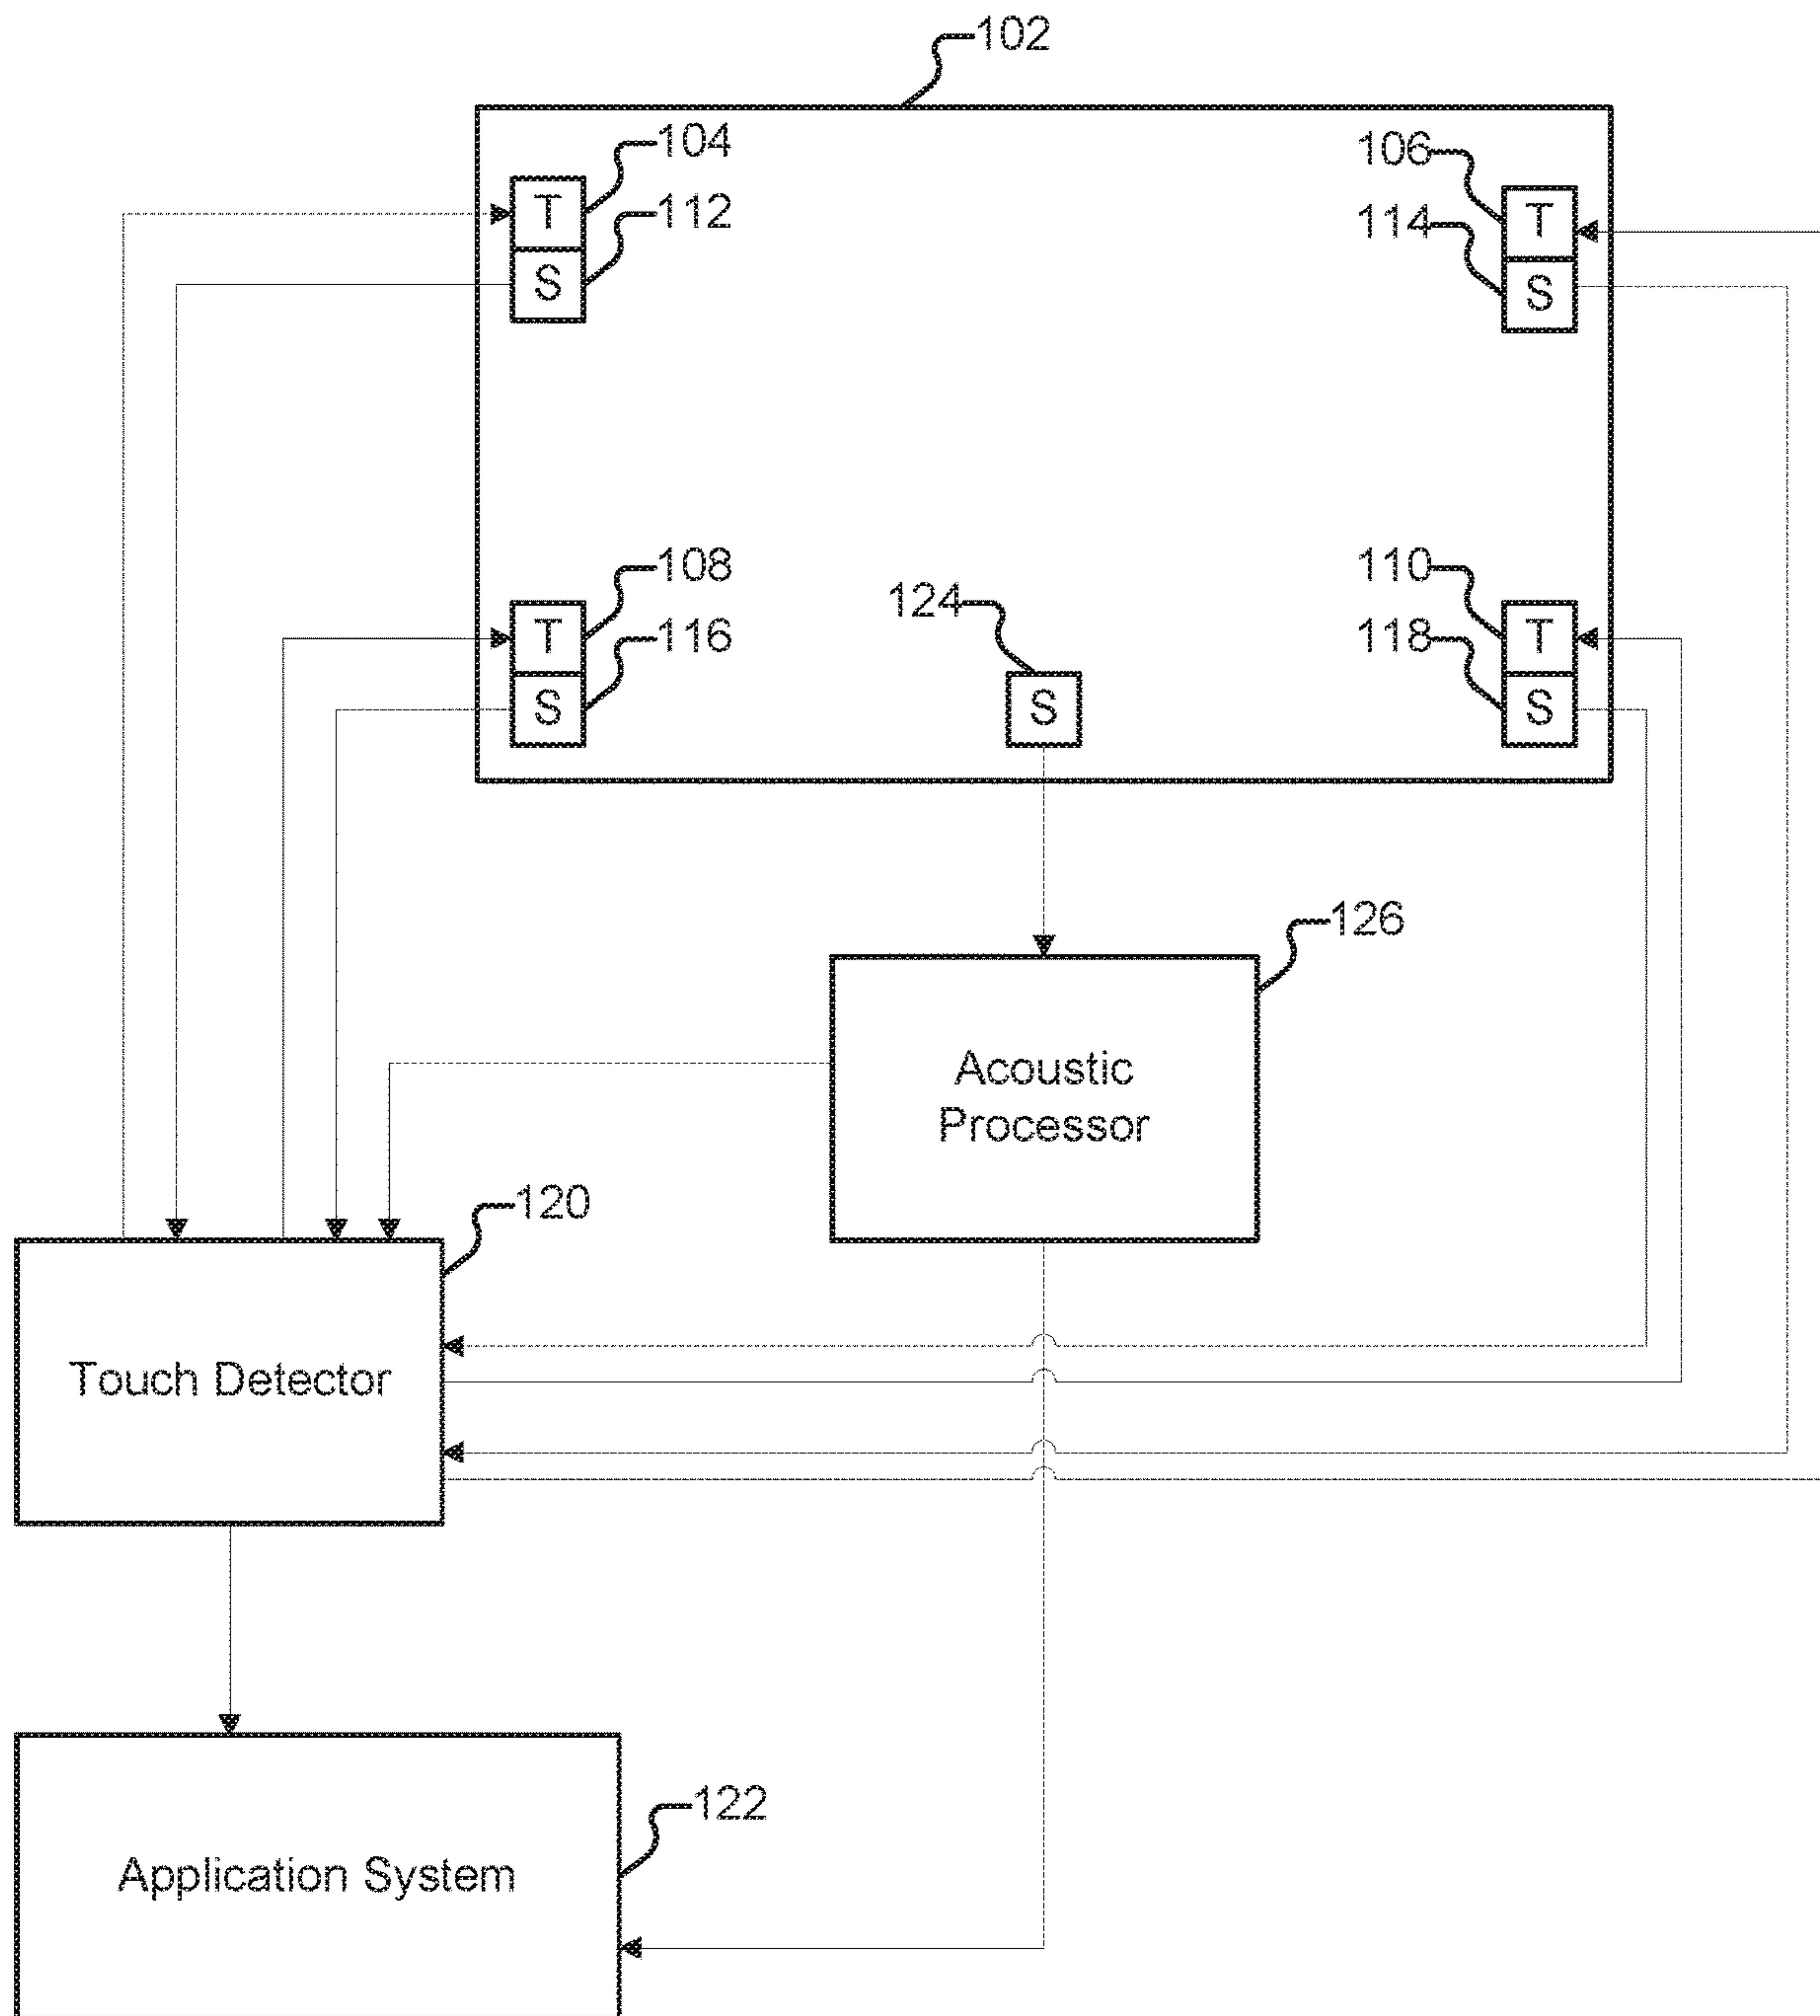 102
104
106
T
T
112
114
S
S
108
110
124
T
T
116
118
S
S
S
126
Acoustic
Processor
120
Touch Detector
122
Application System